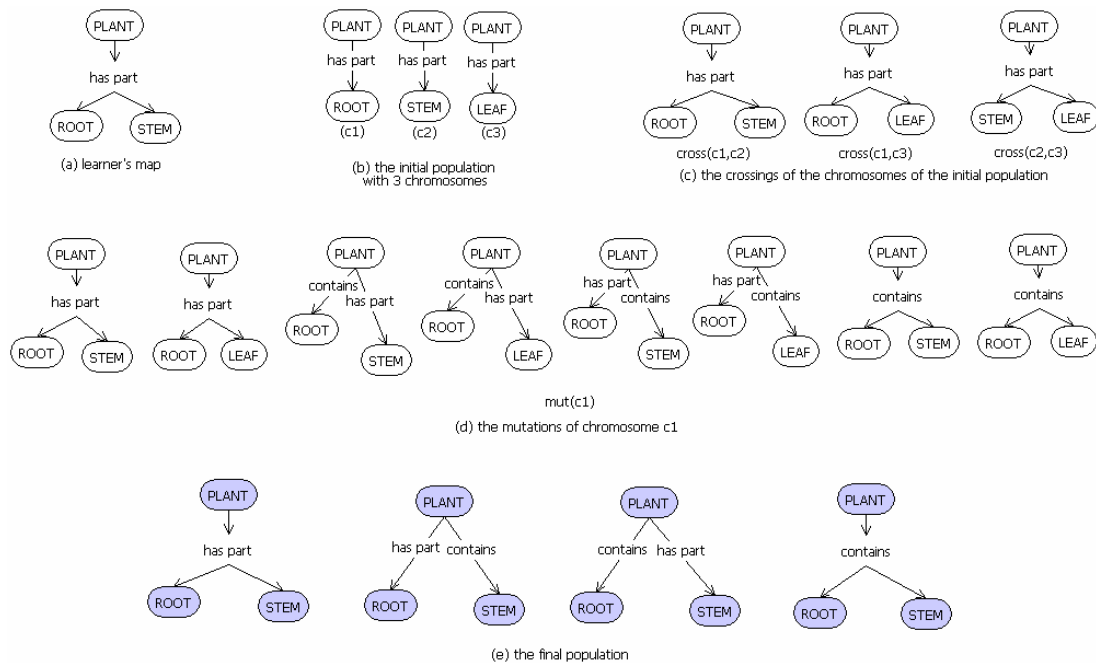 PLANT
has part
ROOT STEM
(a) learner's map
PLANT PLANT PLANT
has part has part has part
ROOT STEM LEAF
(c1) (c2) (c3)
(b) the initial population
with 3 chromosomes
PLANT PLANT PLANT
has part has part has part
ROOT STEM ROOT LEAF STEM LEAF
cross(c1,c2) cross(c1,c3) cross(c2,c3)
(c) the crossings of the chromosomes of the initial population
PLANT
has part
ROOT STEM
PLANT
has part
ROOT LEAF
PLANT
contains
has part
ROOT
STEM
PLANT
contains
has part
ROOT
LEAF
PLANT
has part
contains
ROOT
STEM
PLANT
has part
contains
ROOT
LEAF
PLANT
contains
ROOT STEM
PLANT
contains
ROOT LEAF
mut(c1)
(d) the mutations of chromosome c1
PLANT
has part
ROOT STEM
PLANT
has part contains
ROOT STEM
PLANT
contains has part
ROOT STEM
PLANT
contains
ROOT STEM
(e) the final population